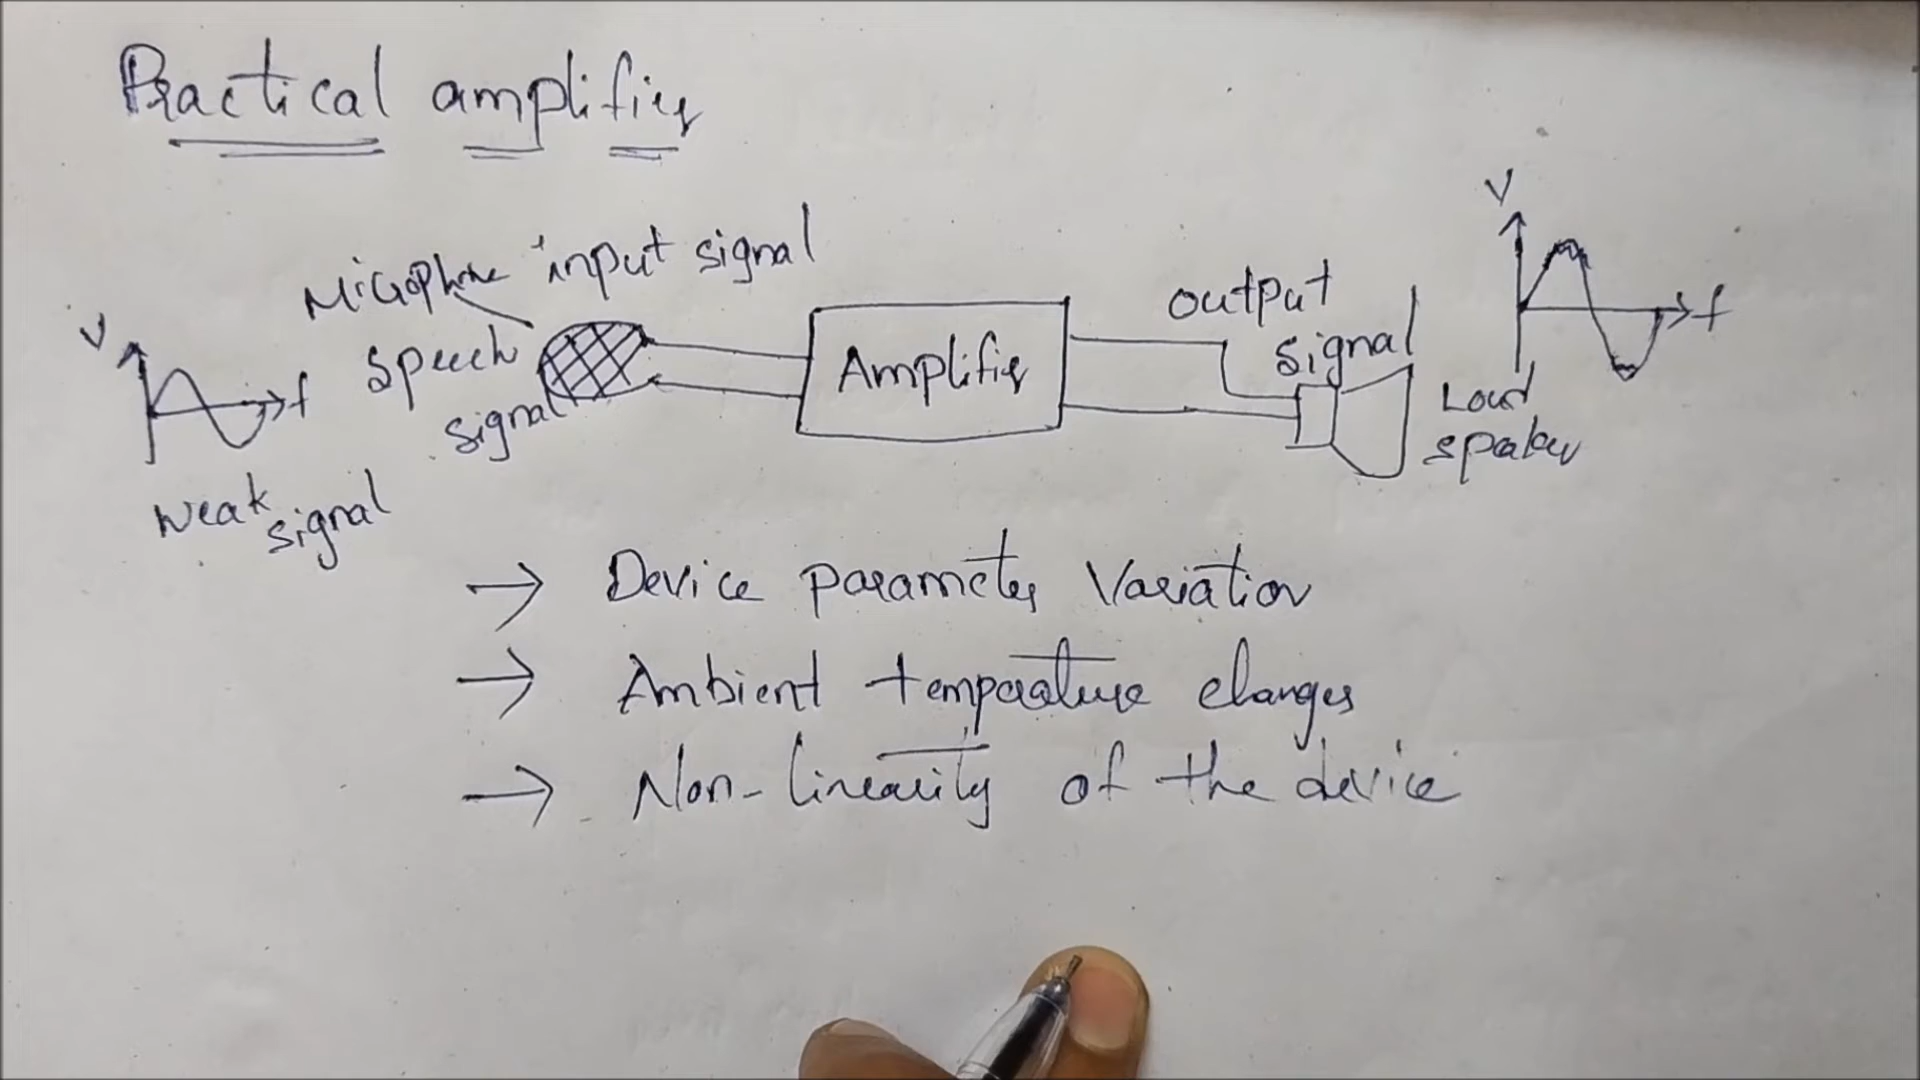 Practical amplifier
Microphone input signal
V
speech
signal
f
weak
signal
Amplifier
output
signal
V
f
Loud
speaker
→ Device parameter Variation
→ Ambient temperature changes
→ Non-linearity of the device